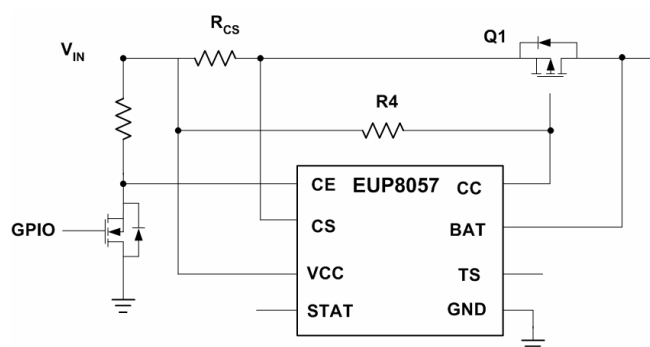 RCS
Q1
VIN
R4
CE
EUP8057
CC
GPIO
CS
BAT
VCC
TS
STAT
GND